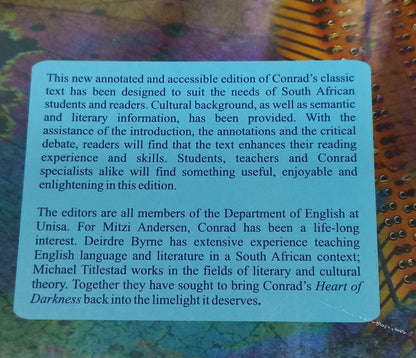 This new annotated and accessible edition of Conrad's classic
text has been designed to suit the needs of South African
students and readers. Cultural background, as well as semantic
and literary information, has been provided. With the
assistance of the introduction, the annotations and the critical
debate, readers will find that the text enhances their reading
experience and skills. Students, teachers and Conrad
specialists alike will find something useful, enjoyable and
enlightening in this edition.
The editors are all members of the Department of English at
Unisa. For Mitzi Andersen, Conrad has been a life-long
interest. Deirdre Byrne has extensive experience teaching
English language and literature in a South African context;
Michael Titlestad works in the fields of literary and cultural
theory. Together they have sought to bring Conrad's Heart of
Darkness back into the limelight it deserves.